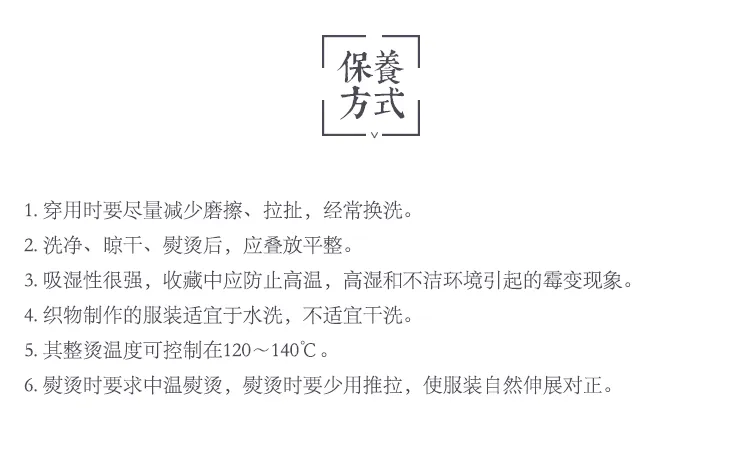 保養
方式
1. 穿用时要尽量减少磨擦、拉扯，经常换洗。
2. 洗净、晾干、熨烫后，应叠放平整。
3. 吸湿性很强，收藏中应防止高温，高湿和不洁环境引起的霉变现象。
4. 织物制作的服装适宜于水洗，不适宜干洗。
5. 其整烫温度可控制在120～140℃。
6. 熨烫时要求中温熨烫，熨烫时要少用推拉，使服装自然伸展对正。